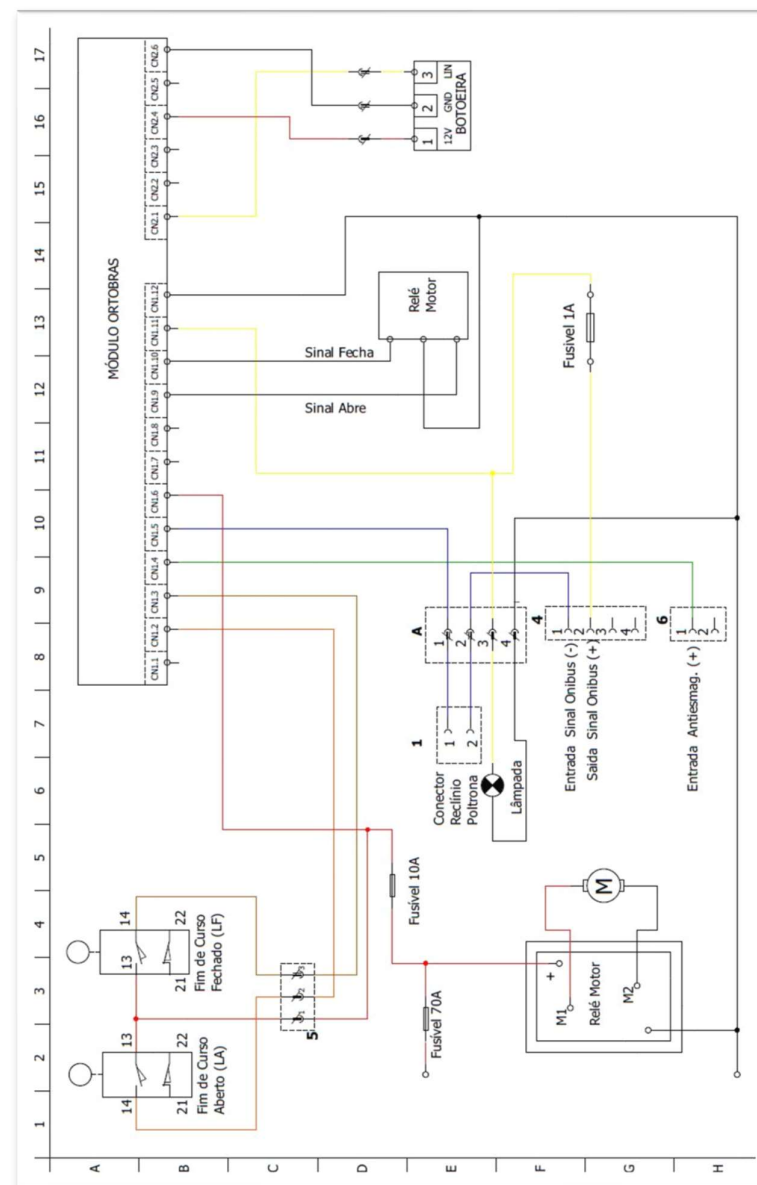 1 2 3 4 5 6 7 8 9 10 11 12 13 14 15 16 17
A
B
C
D
E
F
G
H
MÓDULO ORTOBRAS
CN1.1 CN1.2 CN1.3 CN1.4 CN1.5 CN1.6 CN1.7 CN1.8 CN1.9 CN1.10 CN1.11 CN1.12
CN2.1 CN2.2 CN2.3 CN2.4 CN2.5 CN2.6
14 13
21 22
Fim de Curso
Aberto (LA)
13 14
21 22
Fim de Curso
Fechado (LF)
5
1 2 3
Sinal Abre
Sinal Fecha
Relé
Motor
1 2 3
12V GND LIN
BOTOEIRA
Fusível 10A
Fusível 70A
1
Conector
Reclínio
Poltrona
1
2
A
1
2
3
4
Lâmpada
Fusivel 1A
4
Entrada Sinal Onibus (-) 1
Saida Sinal Onibus (+) 2
3
4
6
Entrada Antiesmag. (+) 1
2
+
M1
M2
Relé Motor
M